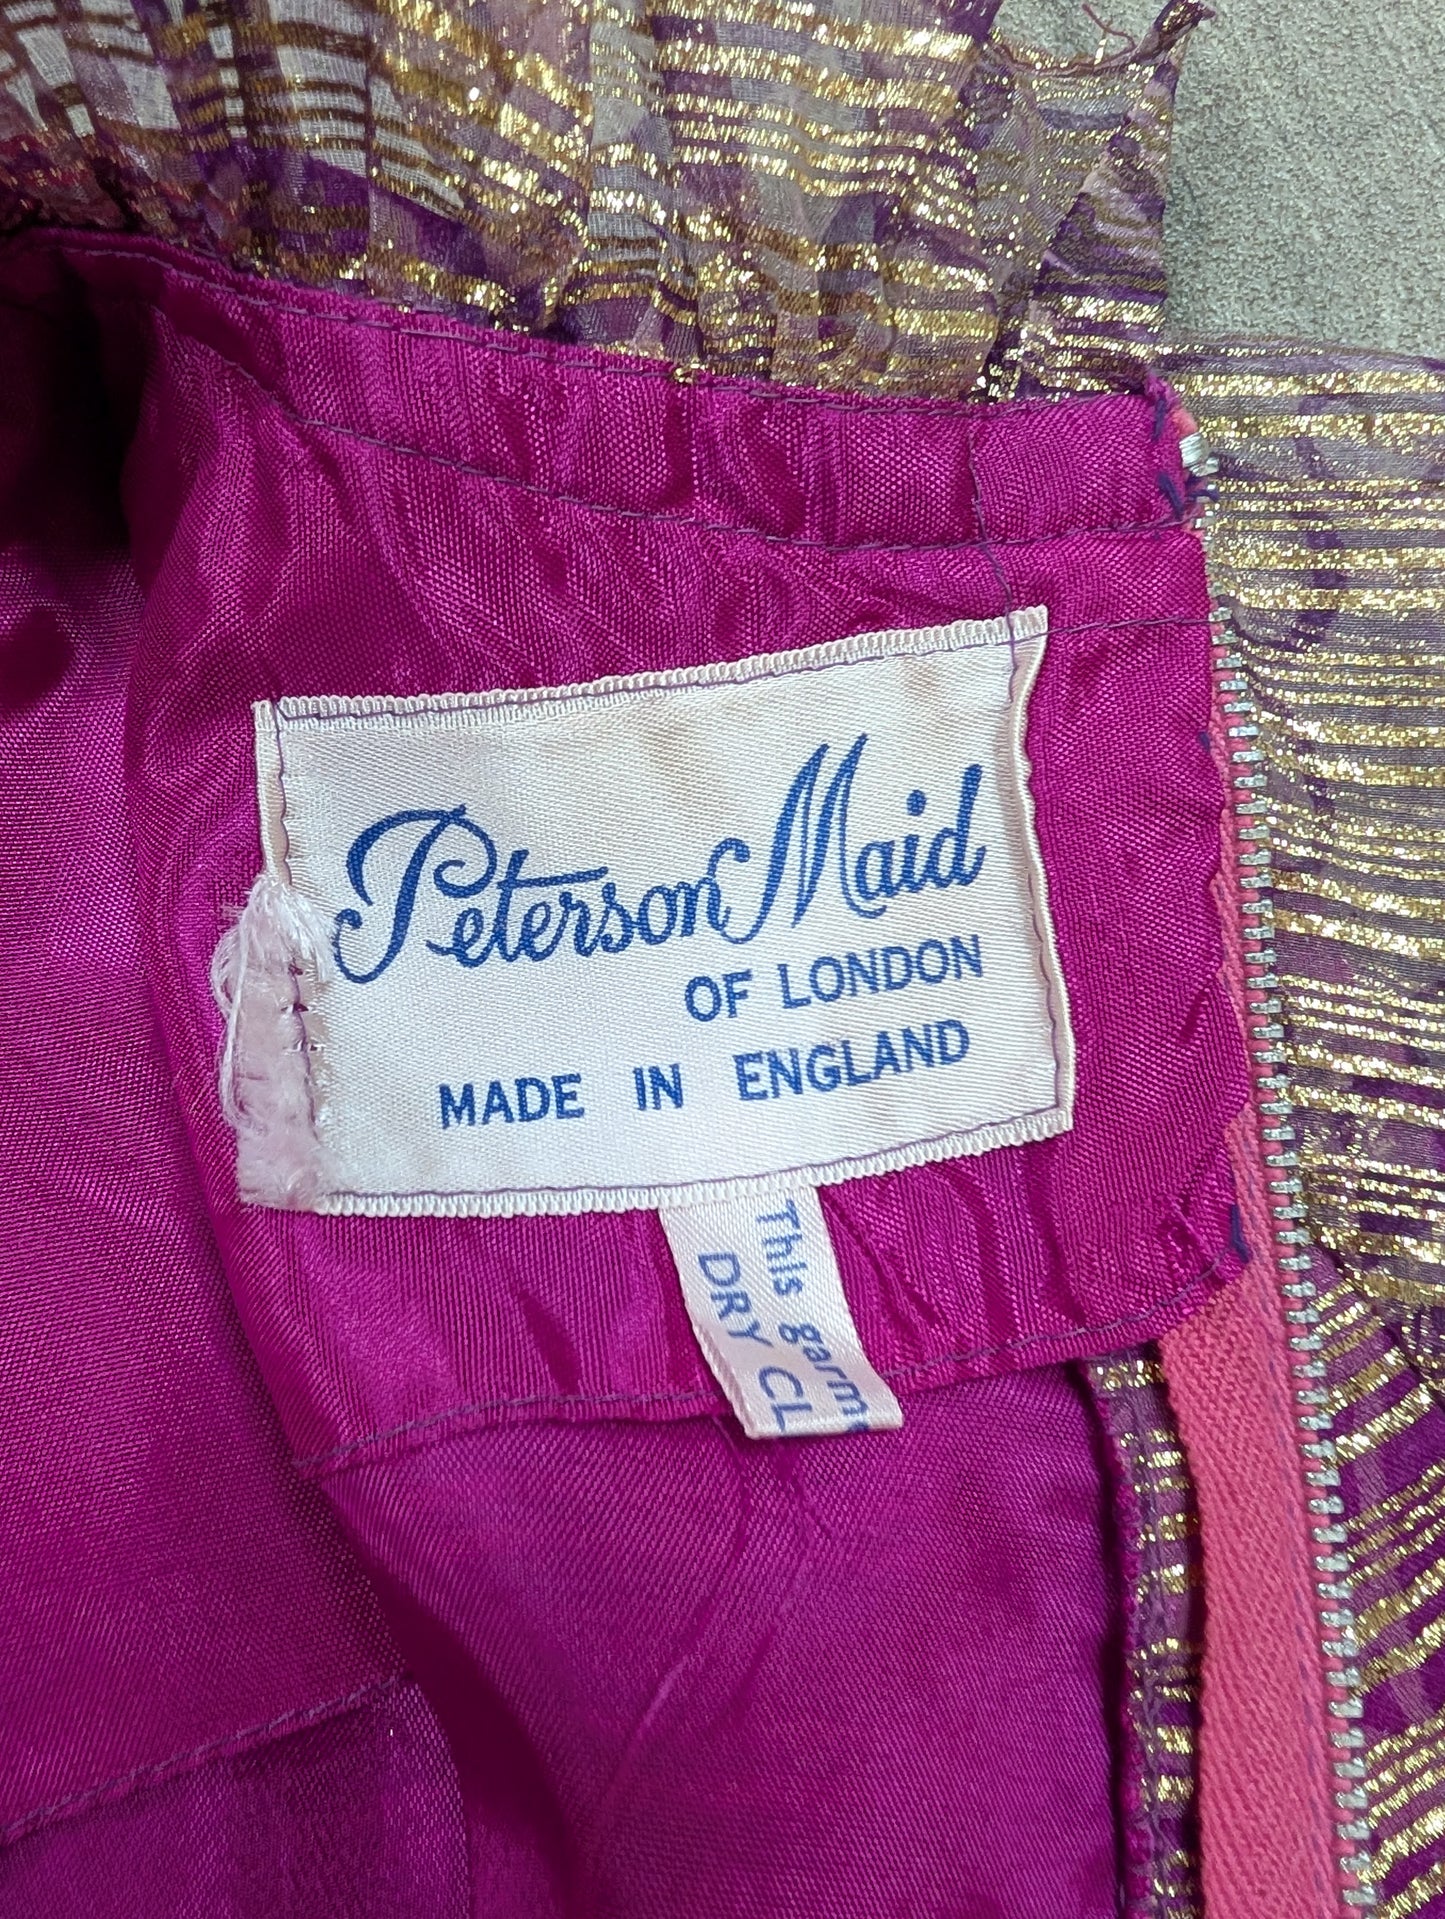 Peterson Maid
OF LONDON
MADE IN ENGLAND
This garm
DRY CL